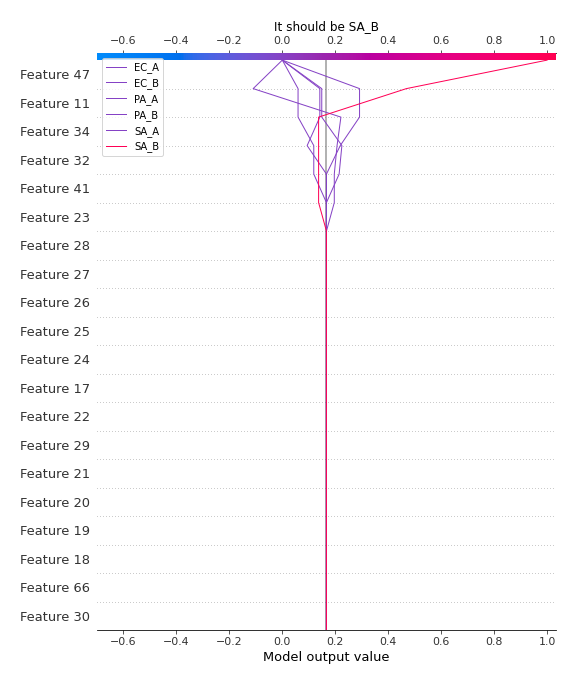 It should be SA_B
−0.6 −0.4 −0.2 0.0 0.2 0.4 0.6 0.8 1.0
EC_A
EC_B
PA_A
PA_B
SA_A
SA_B
Feature 47
Feature 11
Feature 34
Feature 32
Feature 41
Feature 23
Feature 28
Feature 27
Feature 26
Feature 25
Feature 24
Feature 17
Feature 22
Feature 29
Feature 21
Feature 20
Feature 19
Feature 18
Feature 66
Feature 30
−0.6 −0.4 −0.2 0.0 0.2 0.4 0.6 0.8 1.0
Model output value